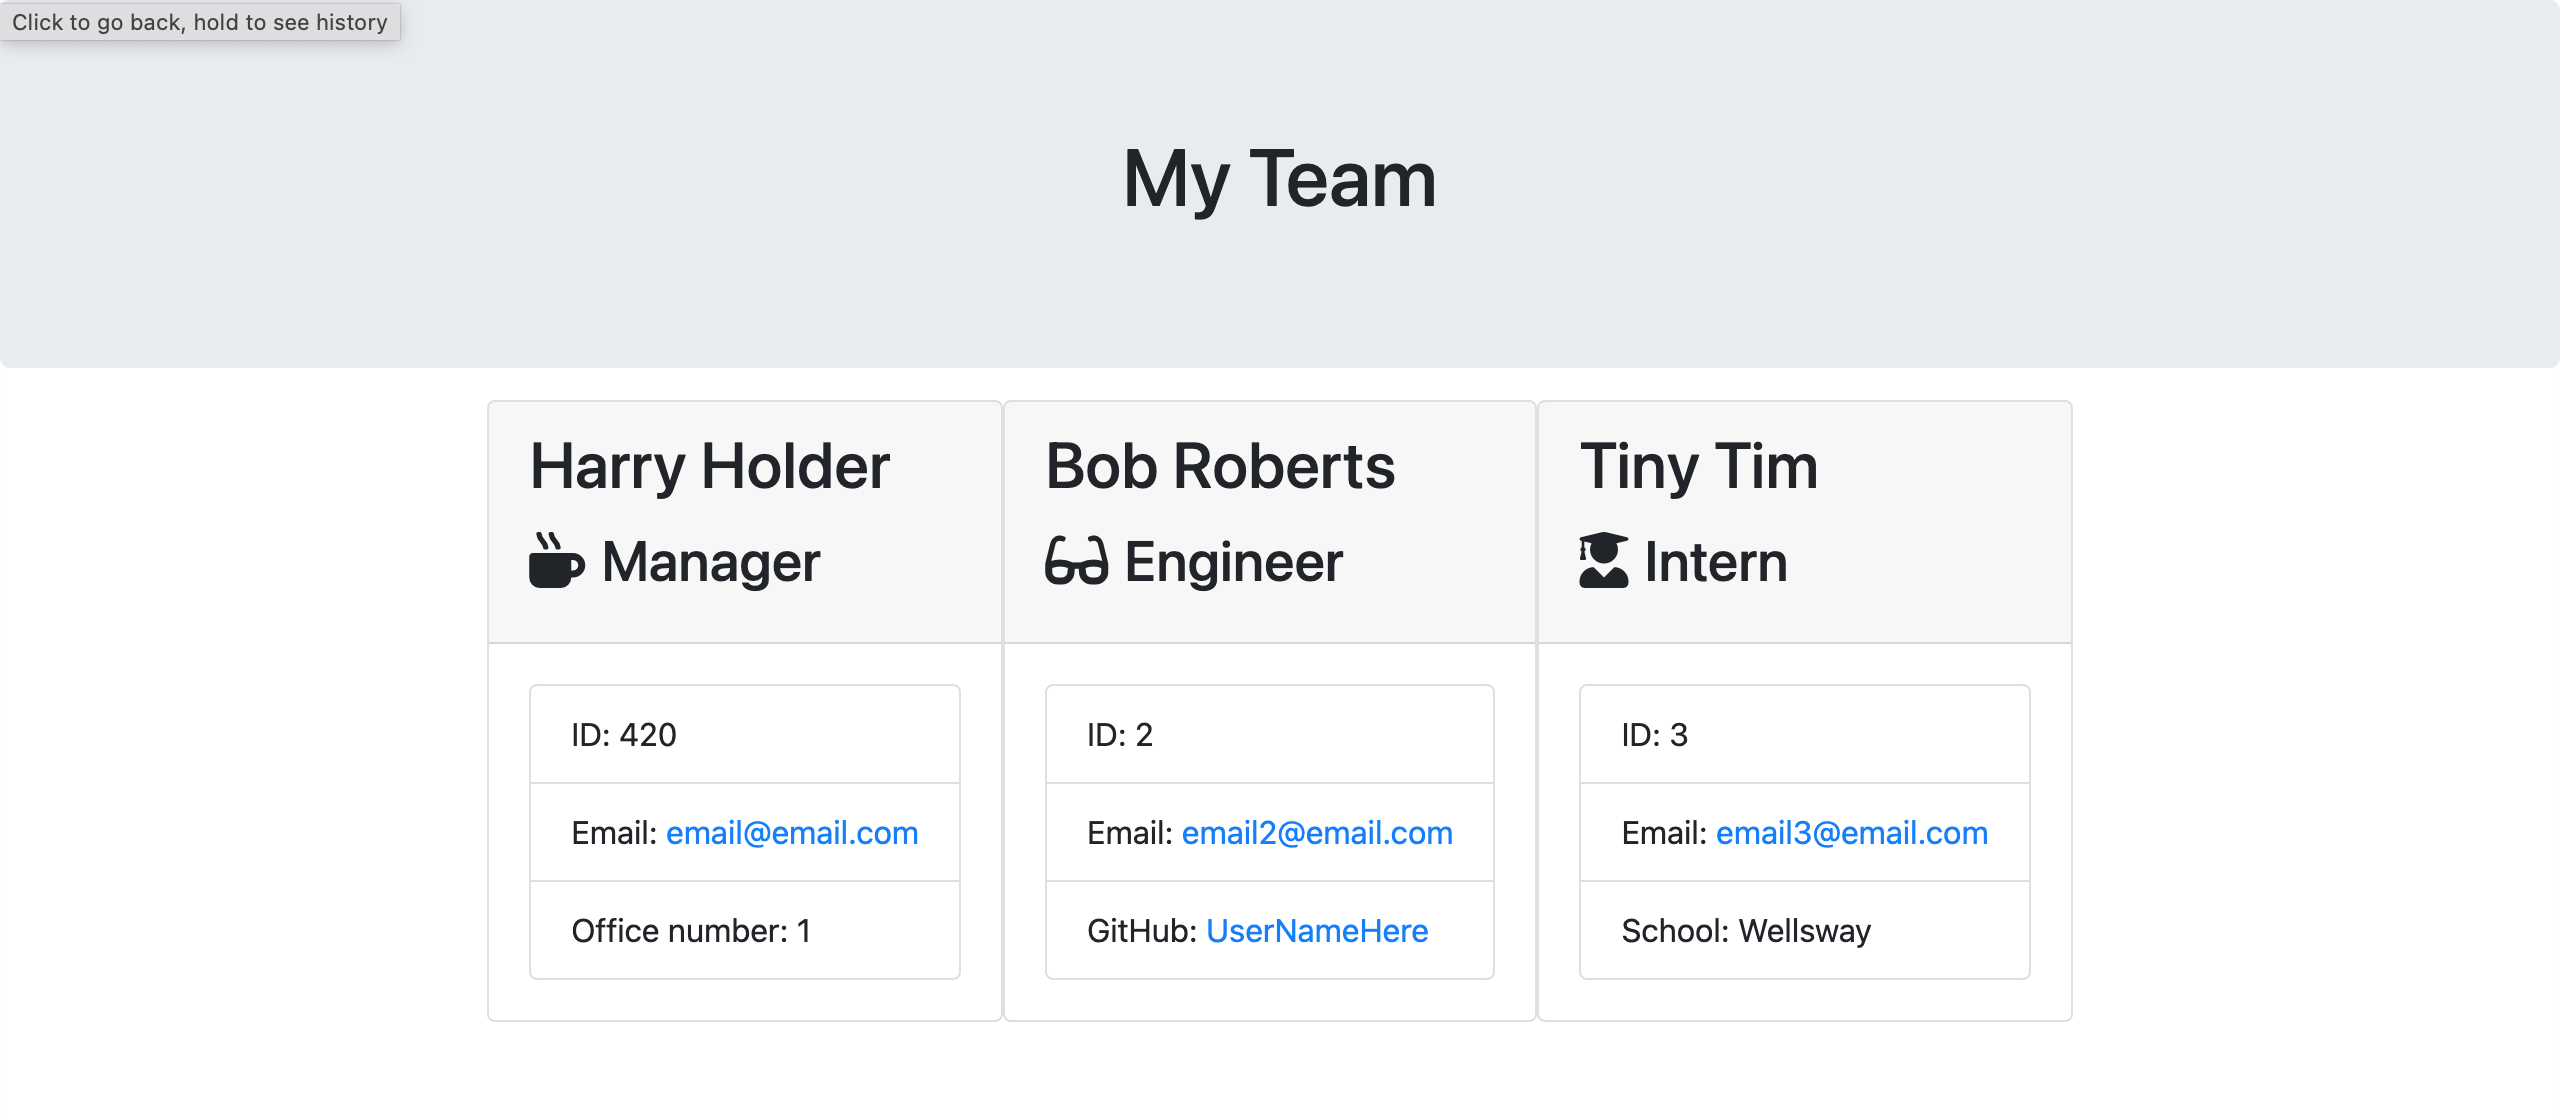 Click to go back, hold to see history
My Team
Harry Holder
Manager
ID: 420
Email: email@email.com
Office number: 1
Bob Roberts
Engineer
ID: 2
Email: email2@email.com
GitHub: UserNameHere
Tiny Tim
Intern
ID: 3
Email: email3@email.com
School: Wellsway